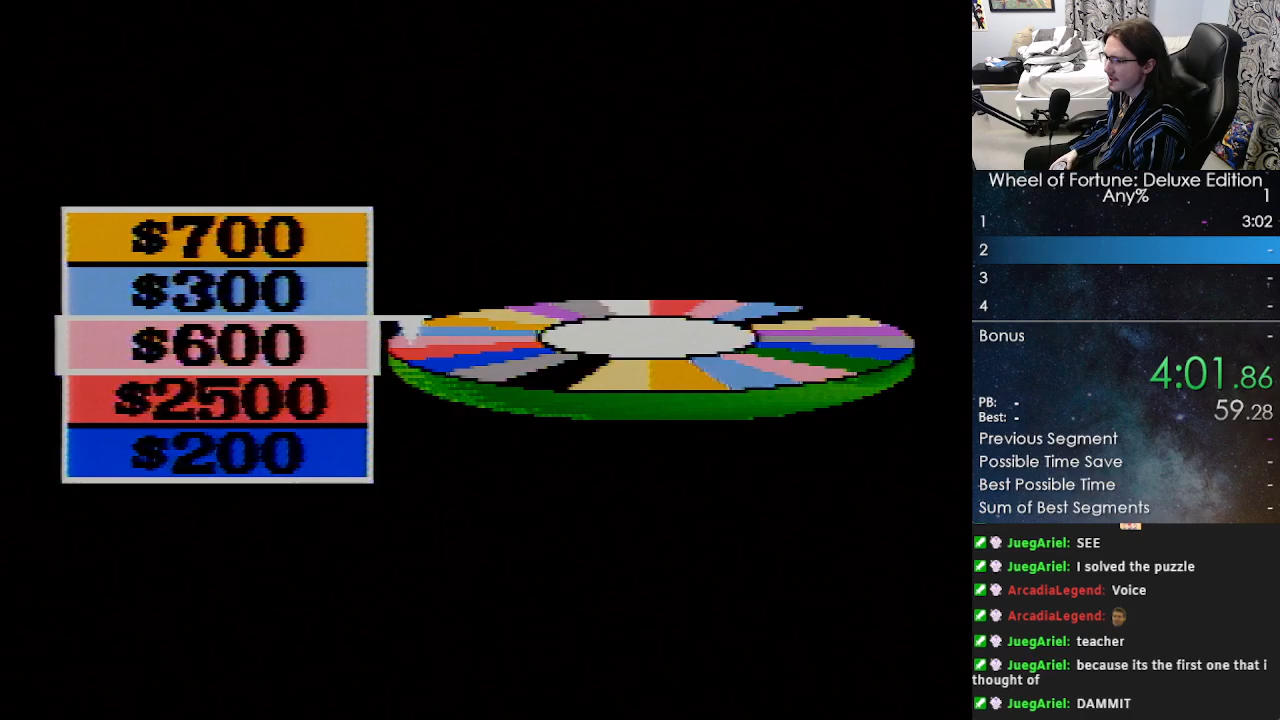 $700
$300
$600
$2500
$200
Wheel of Fortune: Deluxe Edition
Any% 1
1 3:02
2 -
3 -
4 -
Bonus -
4:01.86
PB: - 59.28
Best: -
Previous Segment -
Possible Time Save -
Best Possible Time -
Sum of Best Segments -
JuegAriel: SEE
JuegAriel: I solved the puzzle
ArcadiaLegend: Voice
ArcadiaLegend:
JuegAriel: teacher
JuegAriel: because its the first one that i
thought of
JuegAriel: DAMMIT